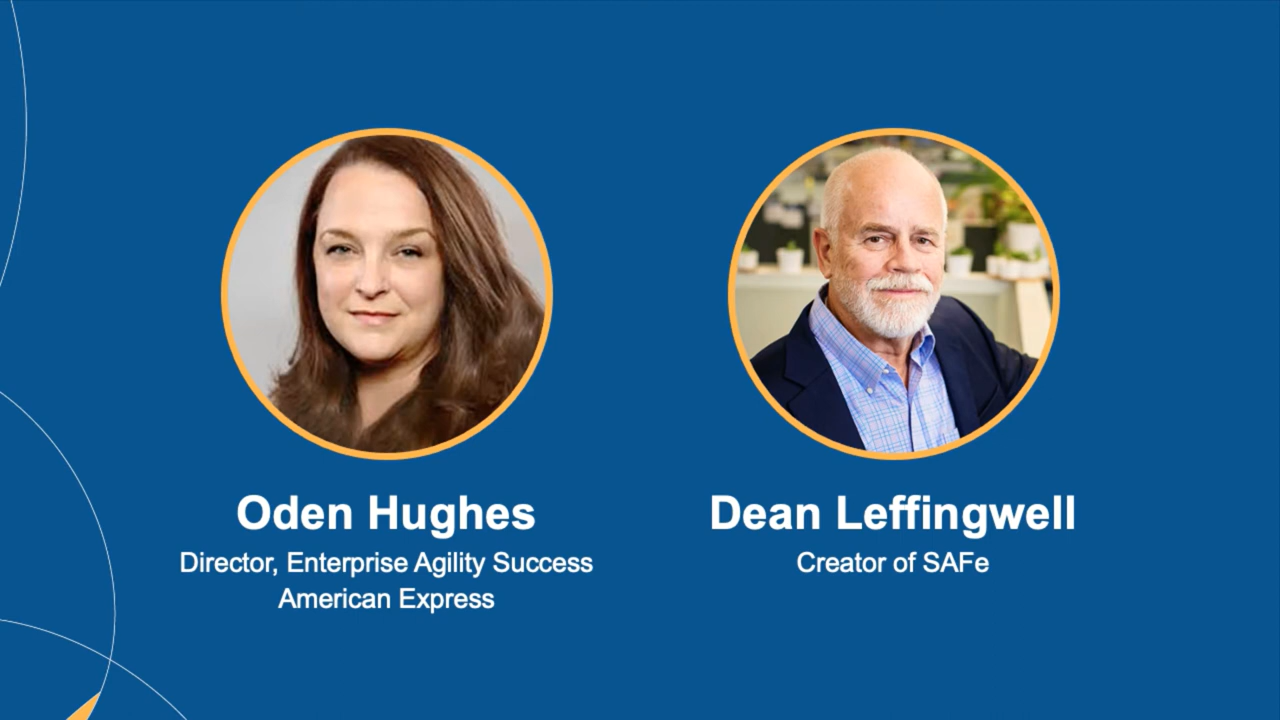 Oden Hughes
Director, Enterprise Agility Success
American Express
Dean Leffingwell
Creator of SAFe